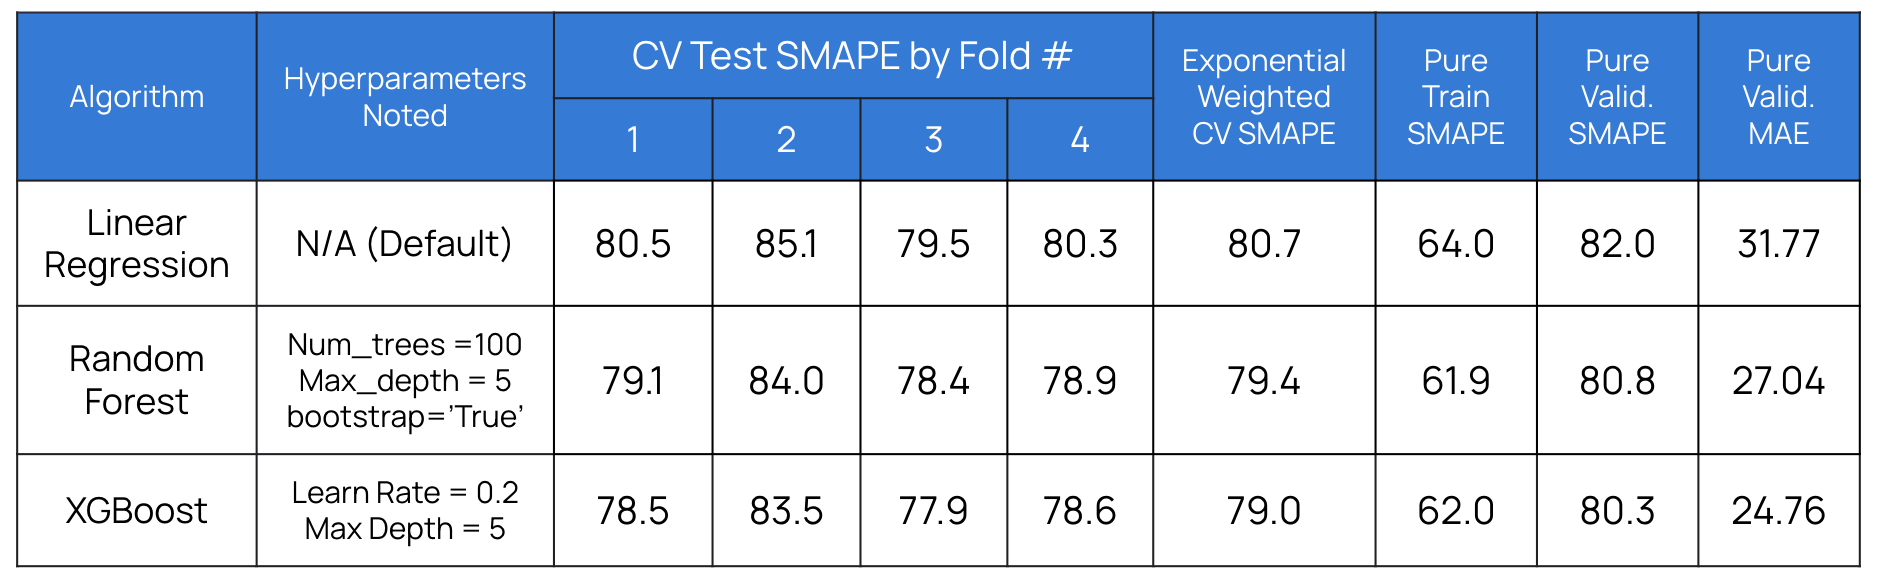 Algorithm
Hyperparameters
Noted
CV Test SMAPE by Fold #
1 2 3 4
Exponential
Weighted
CV SMAPE
Pure
Train
SMAPE
Pure
Valid.
SMAPE
Pure
Valid.
MAE
Linear
Regression
N/A (Default)
80.5 85.1 79.5 80.3 80.7 64.0 82.0 31.77
Random
Forest
Num_trees =100
Max_depth = 5
bootstrap=’True’
79.1 84.0 78.4 78.9 79.4 61.9 80.8 27.04
XGBoost
Learn Rate = 0.2
Max Depth = 5
78.5 83.5 77.9 78.6 79.0 62.0 80.3 24.76